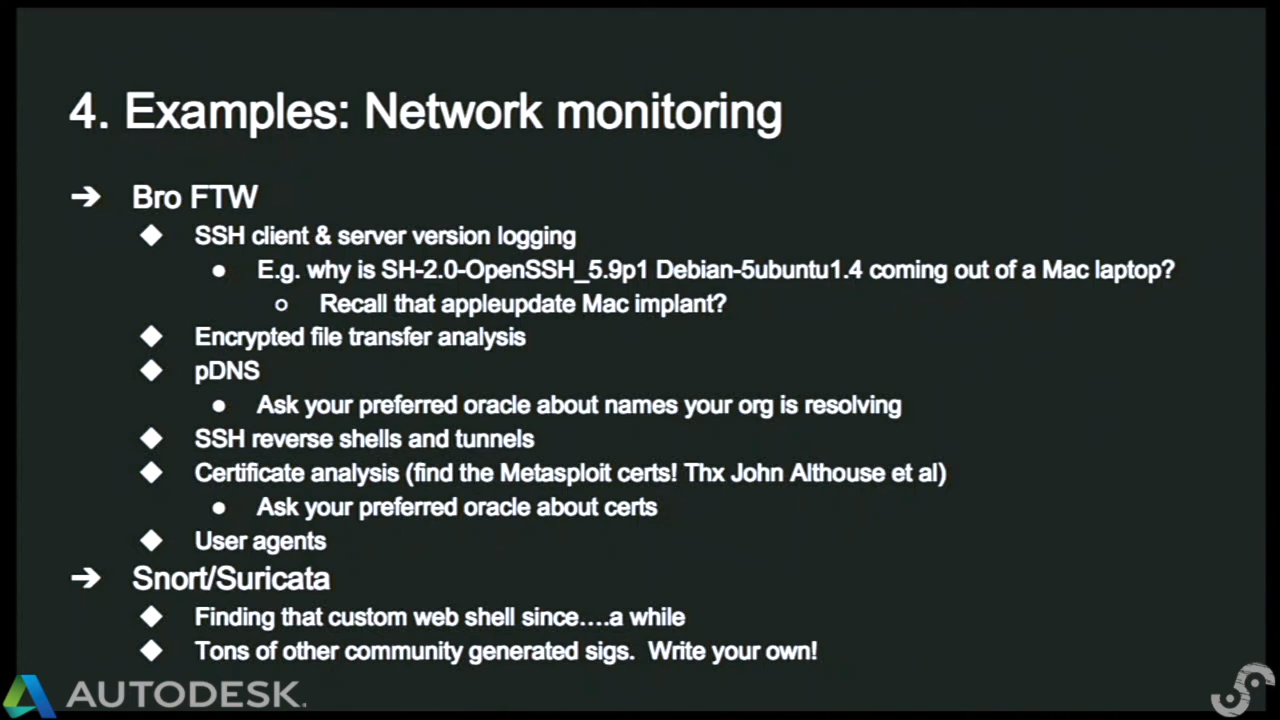 4. Examples: Network monitoring
➔ Bro FTW
◆ SSH client & server version logging
● E.g. why is SH-2.0-OpenSSH_5.9p1 Debian-5ubuntu1.4 coming out of a Mac laptop?
○ Recall that appleupdate Mac implant?
◆ Encrypted file transfer analysis
◆ pDNS
● Ask your preferred oracle about names your org is resolving
◆ SSH reverse shells and tunnels
◆ Certificate analysis (find the Metasploit certs! Thx John Althouse et al)
● Ask your preferred oracle about certs
◆ User agents
➔ Snort/Suricata
◆ Finding that custom web shell since....a while
◆ Tons of other community generated sigs.  Write your own!
AUTODESK.